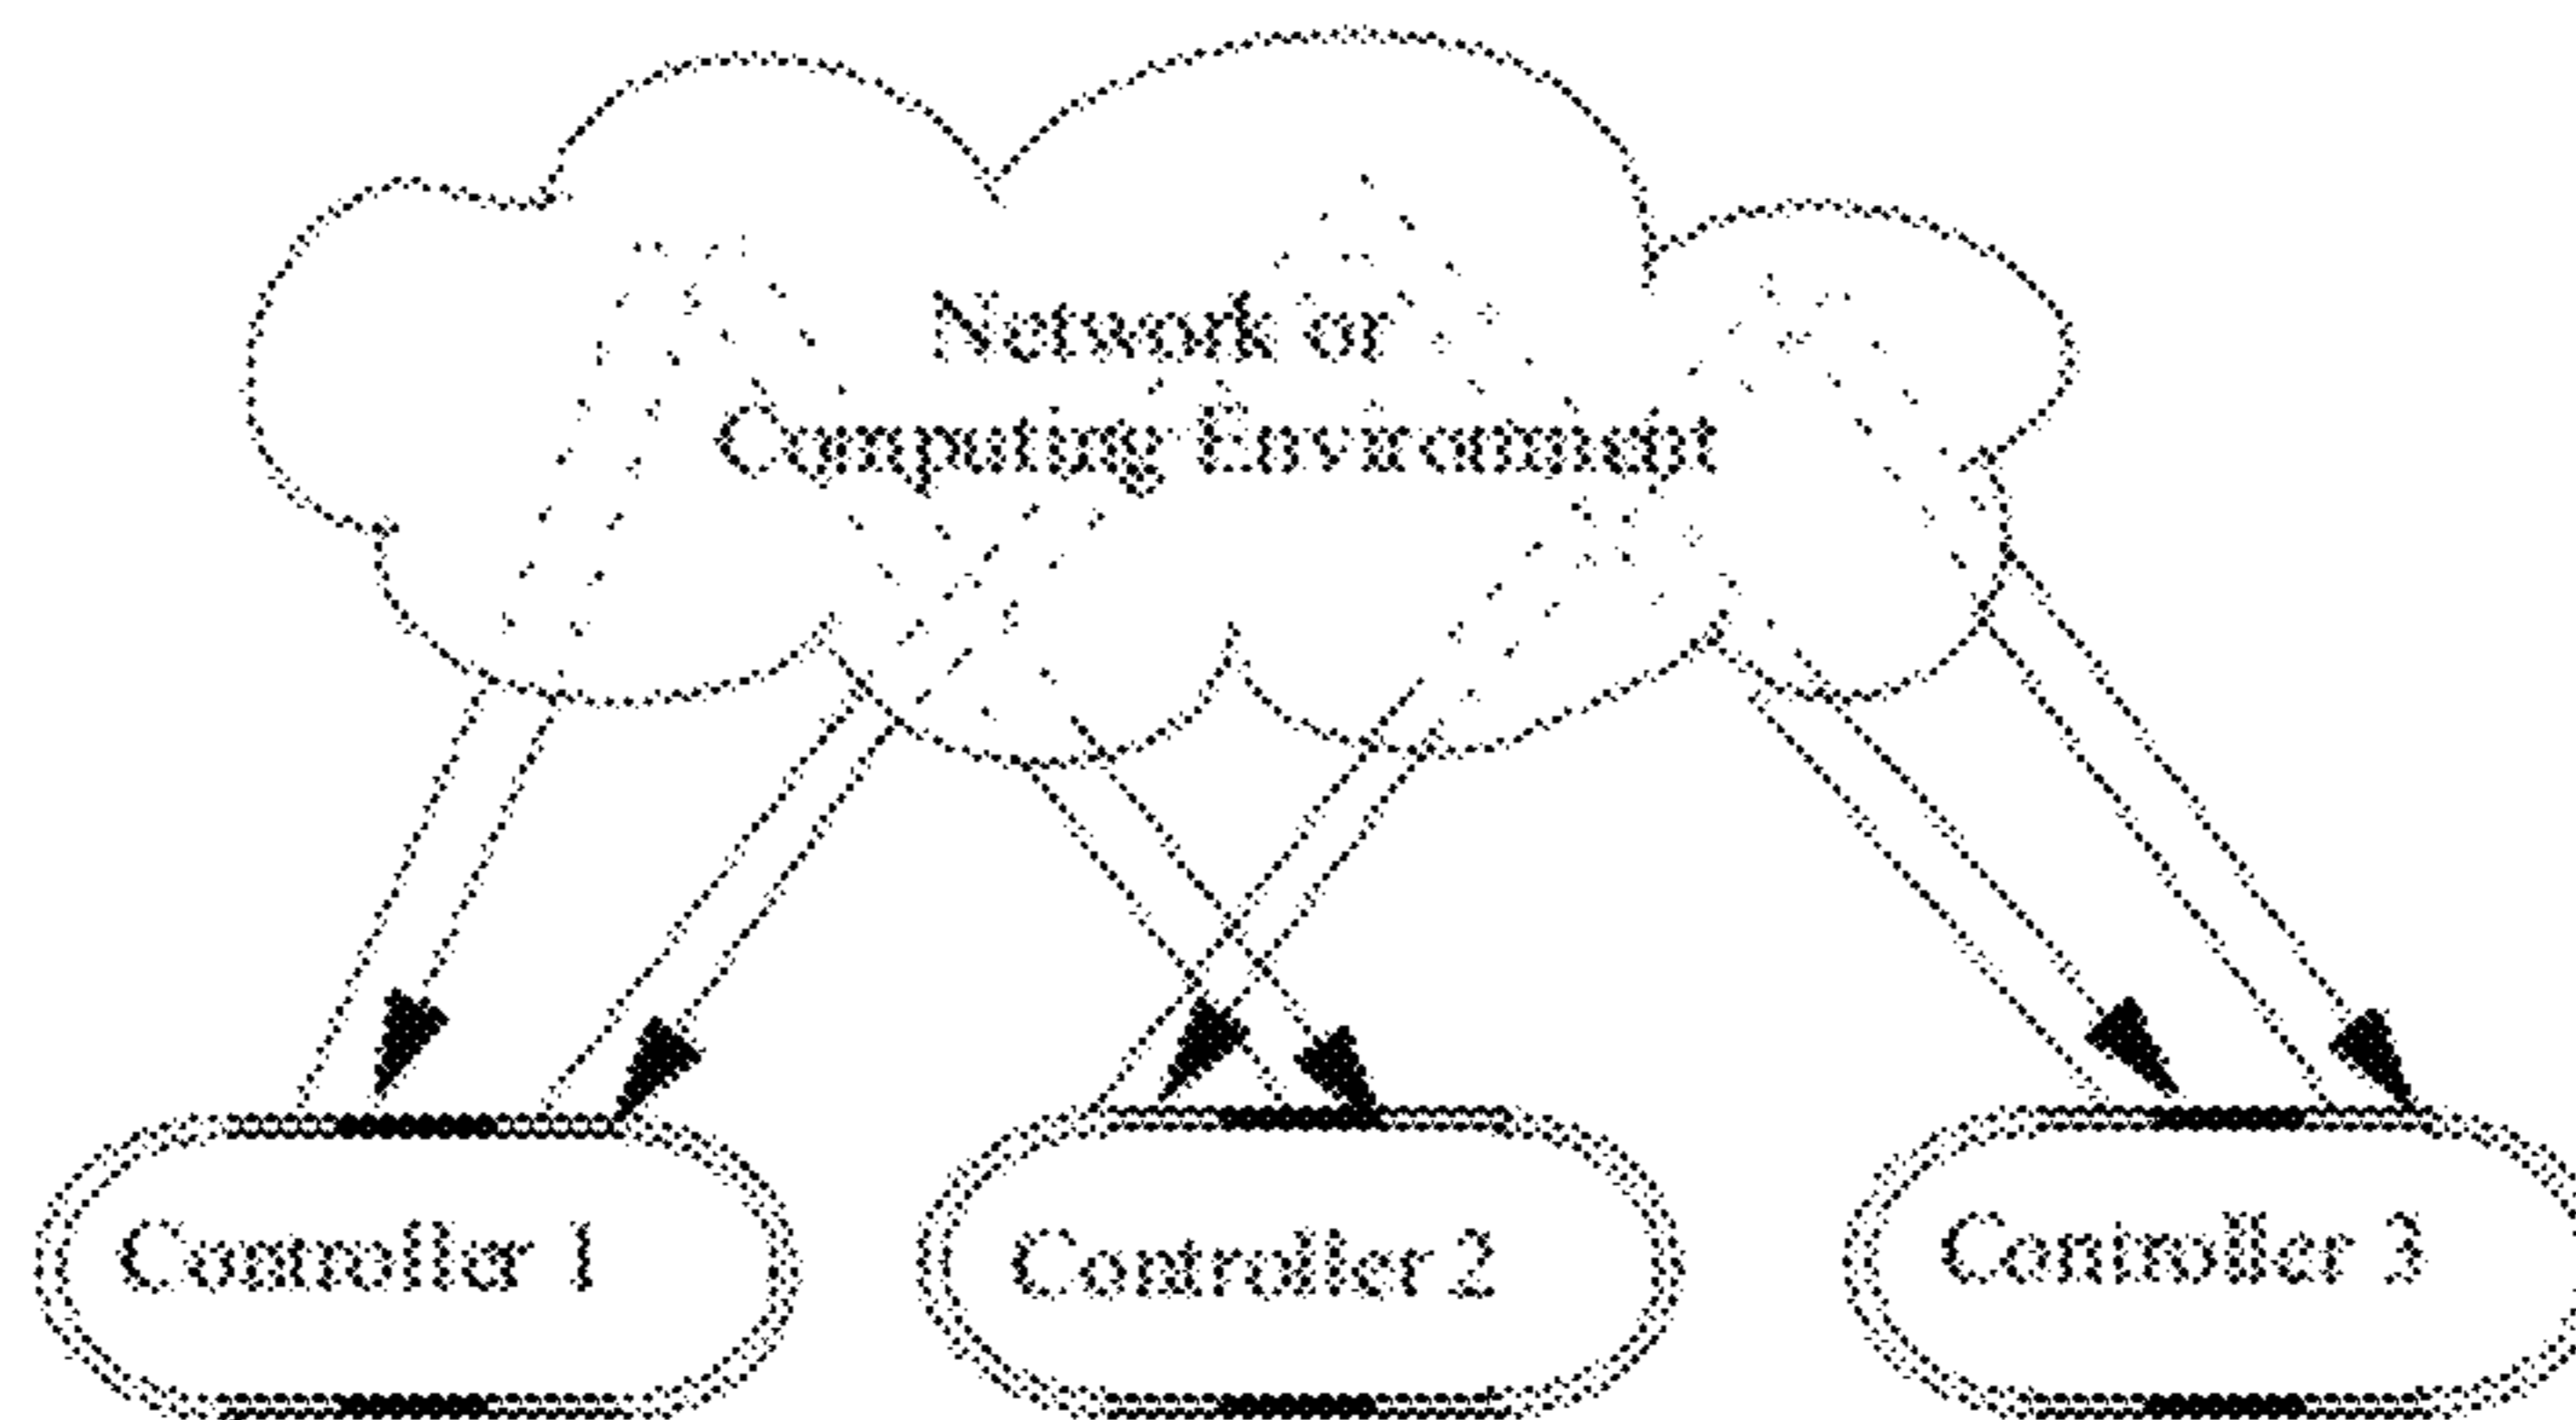 Network or
Computing Environment
Controller 1
Controller 2
Controller 3